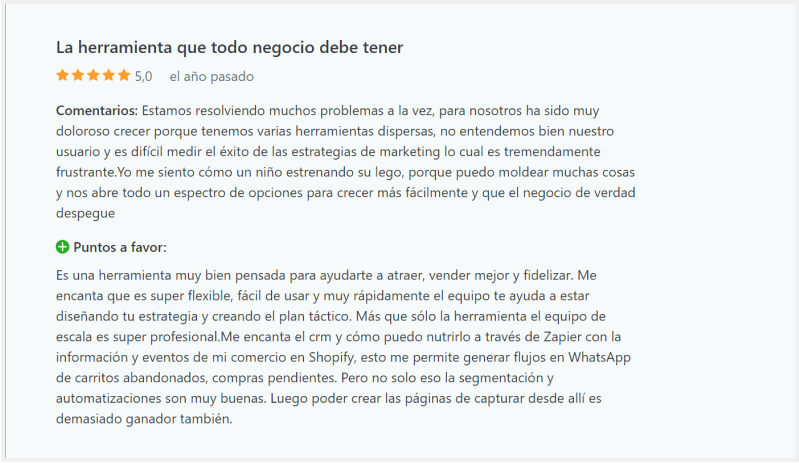 La herramienta que todo negocio debe tener
5,0 el año pasado
Comentarios: Estamos resolviendo muchos problemas a la vez, para nosotros ha sido muy
doloroso crecer porque tenemos varias herramientas dispersas, no entendemos bien nuestro
usuario y es difícil medir el éxito de las estrategias de marketing lo cual es tremendamente
frustrante.Yo me siento cómo un niño estrenando su lego, porque puedo moldear muchas cosas
y nos abre todo un espectro de opciones para crecer más fácilmente y que el negocio de verdad
despegue
Puntos a favor:
Es una herramienta muy bien pensada para ayudarte a atraer, vender mejor y fidelizar. Me
encanta que es super flexible, fácil de usar y muy rápidamente el equipo te ayuda a estar
diseñando tu estrategia y creando el plan táctico. Más que sólo la herramienta el equipo de
escala es super profesional.Me encanta el crm y cómo puedo nutrirlo a través de Zapier con la
información y eventos de mi comercio en Shopify, esto me permite generar flujos en WhatsApp
de carritos abandonados, compras pendientes. Pero no solo eso la segmentación y
automatizaciones son muy buenas. Luego poder crear las páginas de capturar desde allí es
demasiado ganador también.